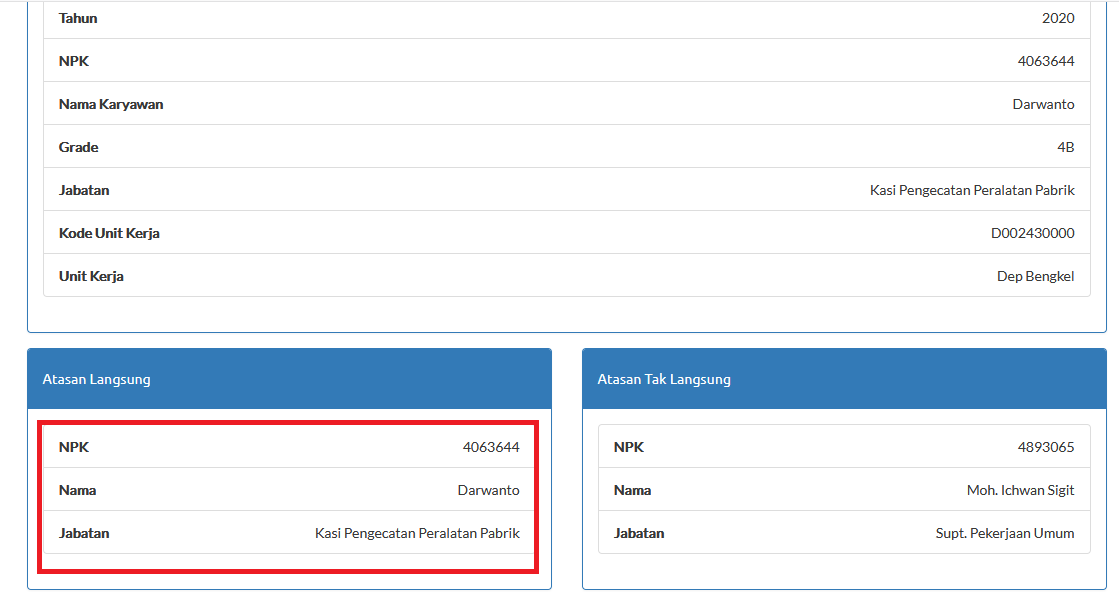 Tahun 2020
NPK 4063644
Nama Karyawan Darwanto
Grade 4B
Jabatan Kasi Pengecatan Peralatan Pabrik
Kode Unit Kerja D002430000
Unit Kerja Dep Bengkel
Atasan Langsung
NPK 4063644
Nama Darwanto
Jabatan Kasi Pengecatan Peralatan Pabrik
Atasan Tak Langsung
NPK 4893065
Nama Moh. Ichwan Sigit
Jabatan Supt. Pekerjaan Umum